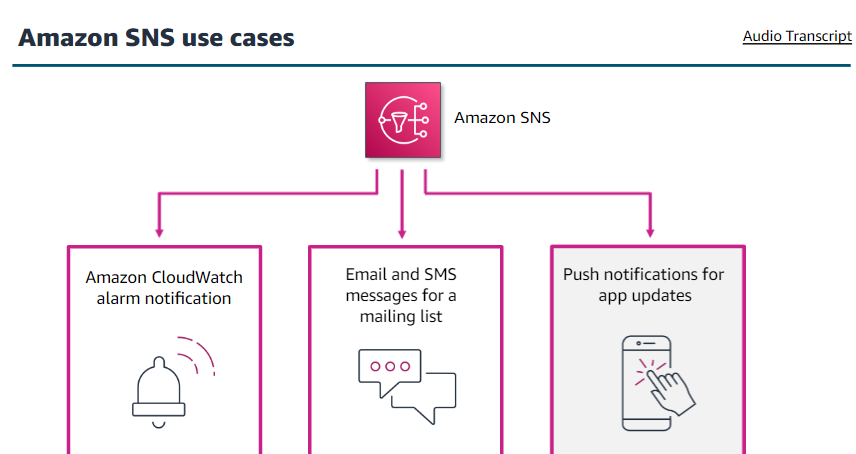 Amazon SNS use cases
Audio Transcript
Amazon SNS
Amazon CloudWatch
alarm notification
Email and SMS
messages for a
mailing list
Push notifications for
app updates